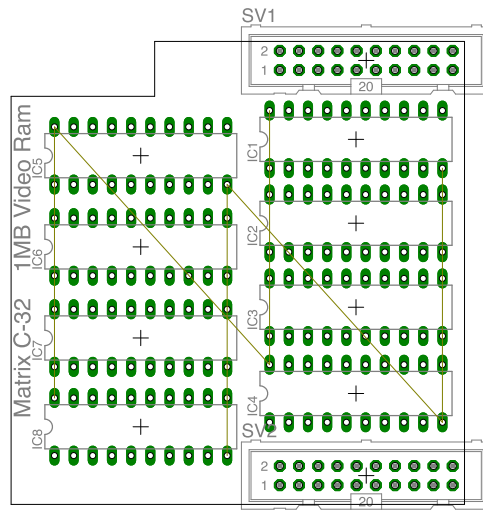 SV1
2
1
20
1MB Video Ram
Matrix C-32
IC5
IC6
IC7
IC8
IC1
IC2
IC3
IC4
SV2
2
1
20